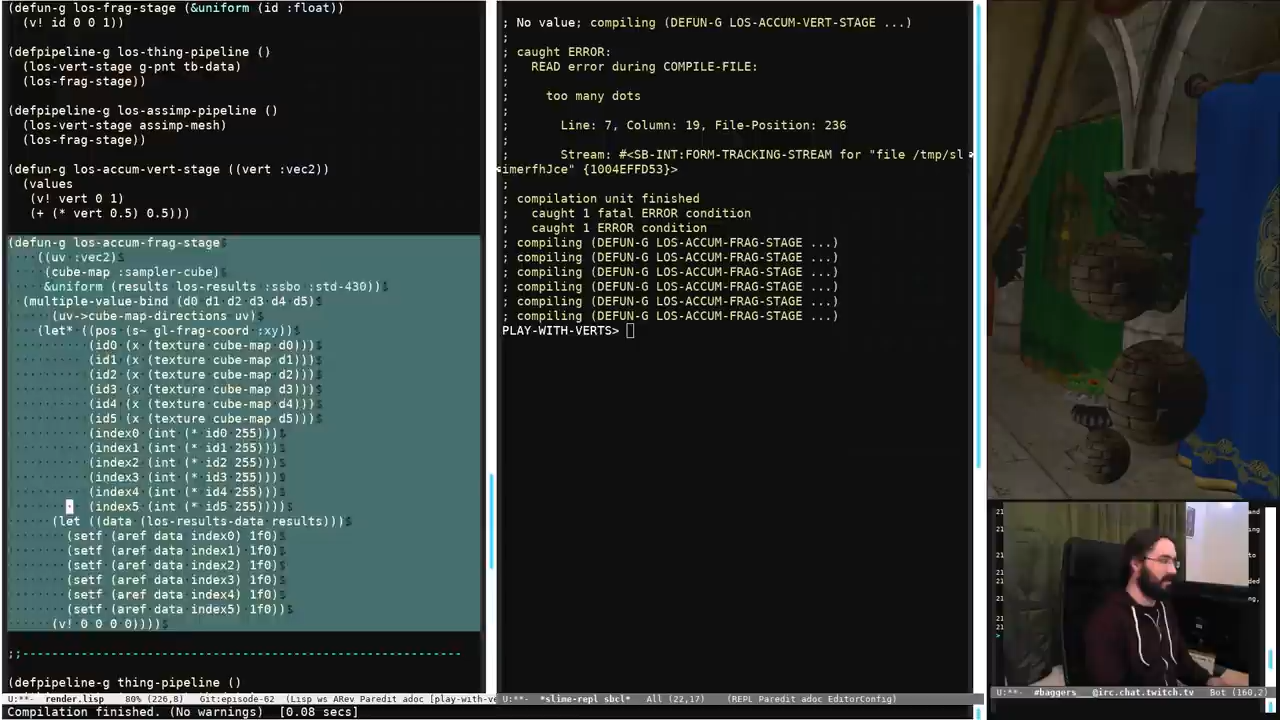 (defun-g los-frag-stage (&uniform (id :float))
  (v! id 0 0 1))
(defpipeline-g los-thing-pipeline ()
  (los-vert-stage g-pnt tb-data)
  (los-frag-stage))
(defpipeline-g los-assimp-pipeline ()
  (los-vert-stage assimp-mesh)
  (los-frag-stage))
(defun-g los-accum-vert-stage ((vert :vec2))
  (values
   (v! vert 0 1)
   (+ (* vert 0.5) 0.5)))
(defun-g los-accum-frag-stage
    ((uv :vec2)
     (cube-map :sampler-cube)
     &uniform (results los-results :ssbo :std-430))
  (multiple-value-bind (d0 d1 d2 d3 d4 d5)
      (uv->cube-map-directions uv)
    (let* ((pos (s~ gl-frag-coord :xy))
           (id0 (x (texture cube-map d0)))
           (id1 (x (texture cube-map d1)))
           (id2 (x (texture cube-map d2)))
           (id3 (x (texture cube-map d3)))
           (id4 (x (texture cube-map d4)))
           (id5 (x (texture cube-map d5)))
           (index0 (int (* id0 255)))
           (index1 (int (* id1 255)))
           (index2 (int (* id2 255)))
           (index3 (int (* id3 255)))
           (index4 (int (* id4 255)))
           (index5 (int (* id5 255))))
      (let ((data (los-results-data results)))
        (setf (aref data index0) 1f0)
        (setf (aref data index1) 1f0)
        (setf (aref data index2) 1f0)
        (setf (aref data index3) 1f0)
        (setf (aref data index4) 1f0)
        (setf (aref data index5) 1f0))
      (v! 0 0 0 0))))
;;------------------------------------------------------------
(defpipeline-g thing-pipeline ()
U:**-  render.lisp    80% (226,8)    Git:episode-62  (Lisp ws ARev Paredit adoc [play-with-ve
Compilation finished. (No warnings)  [0.08 secs]
; No value; compiling (DEFUN-G LOS-ACCUM-VERT-STAGE ...)
;
; caught ERROR:
;   READ error during COMPILE-FILE:
;
;     too many dots
;
;       Line: 7, Column: 19, File-Position: 236
;
;       Stream: #<SB-INT:FORM-TRACKING-STREAM for "file /tmp/sl
imerfhJce" {1004EFFD53}>
;
; compilation unit finished
;   caught 1 fatal ERROR condition
;   caught 1 ERROR condition
; compiling (DEFUN-G LOS-ACCUM-FRAG-STAGE ...)
; compiling (DEFUN-G LOS-ACCUM-FRAG-STAGE ...)
; compiling (DEFUN-G LOS-ACCUM-FRAG-STAGE ...)
; compiling (DEFUN-G LOS-ACCUM-FRAG-STAGE ...)
; compiling (DEFUN-G LOS-ACCUM-FRAG-STAGE ...)
; compiling (DEFUN-G LOS-ACCUM-FRAG-STAGE ...)
PLAY-WITH-VERTS>
U:**-  *slime-repl sbcl*   All (22,17)    (REPL Paredit adoc EditorConfig)
U:**-  #baggers   @irc.chat.twitch.tv   Bot (160,2)